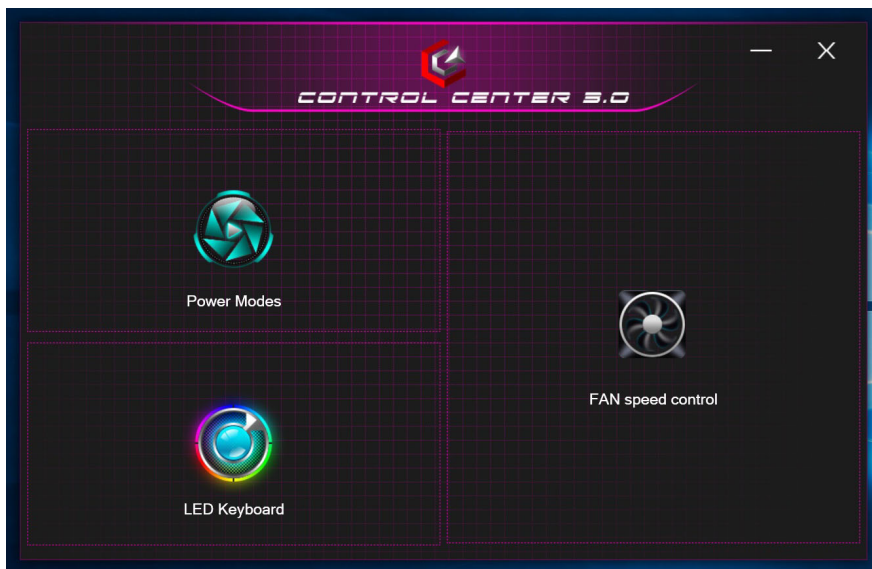 CONTROL CENTER 3.0
Power Modes
LED Keyboard
FAN speed control